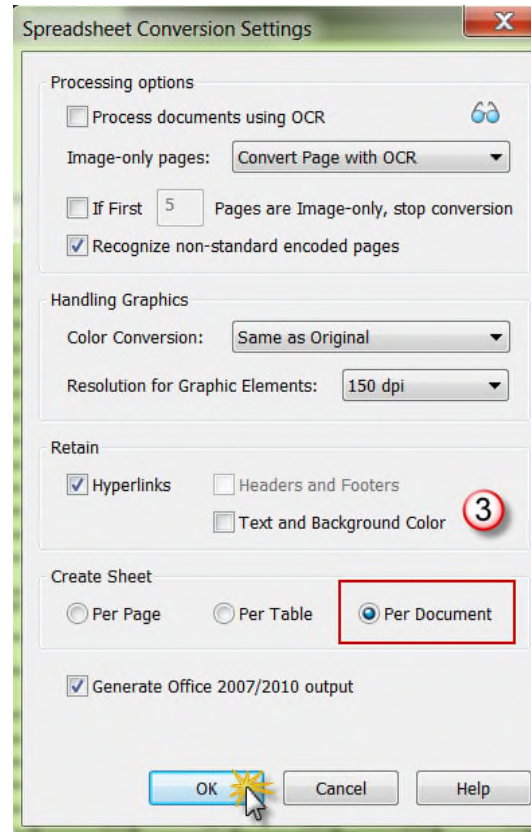 Spreadsheet Conversion Settings
X
Processing options
Process documents using OCR
Image-only pages: Convert Page with OCR
If First 5 Pages are Image-only, stop conversion
Recognize non-standard encoded pages
Handling Graphics
Color Conversion: Same as Original
Resolution for Graphic Elements: 150 dpi
Retain
Hyperlinks Headers and Footers
Text and Background Color 3
Create Sheet
Per Page Per Table Per Document
Generate Office 2007/2010 output
OK Cancel Help